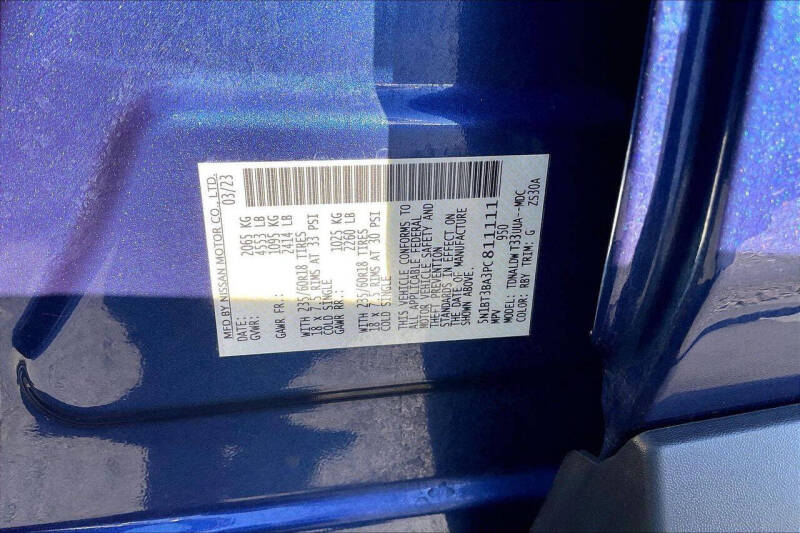 MFD BY NISSAN MOTOR CO., LTD.
DATE: 03/23
GVWR: 2065 KG
4553 LB
GAWR FR.: 1095 KG
2414 LB
WITH 235/60R18 TIRES
18 x 7.5 RIMS AT 33 PSI
COLD SINGLE
GAWR RR.: 1025 KG
2260 LB
WITH 235/60R18 TIRES
18 x 7.5 RIMS AT 30 PSI
COLD SINGLE
THIS VEHICLE CONFORMS TO
ALL APPLICABLE FEDERAL
MOTOR VEHICLE SAFETY AND
THEFT PREVENTION
STANDARDS IN EFFECT ON
THE DATE OF MANUFACTURE
SHOWN ABOVE.
5N1BT3BA3PC811111
MPV 950
MODEL: TDNALDWT33UUA--MDC
COLOR: RBY TRIM: G ZS30A